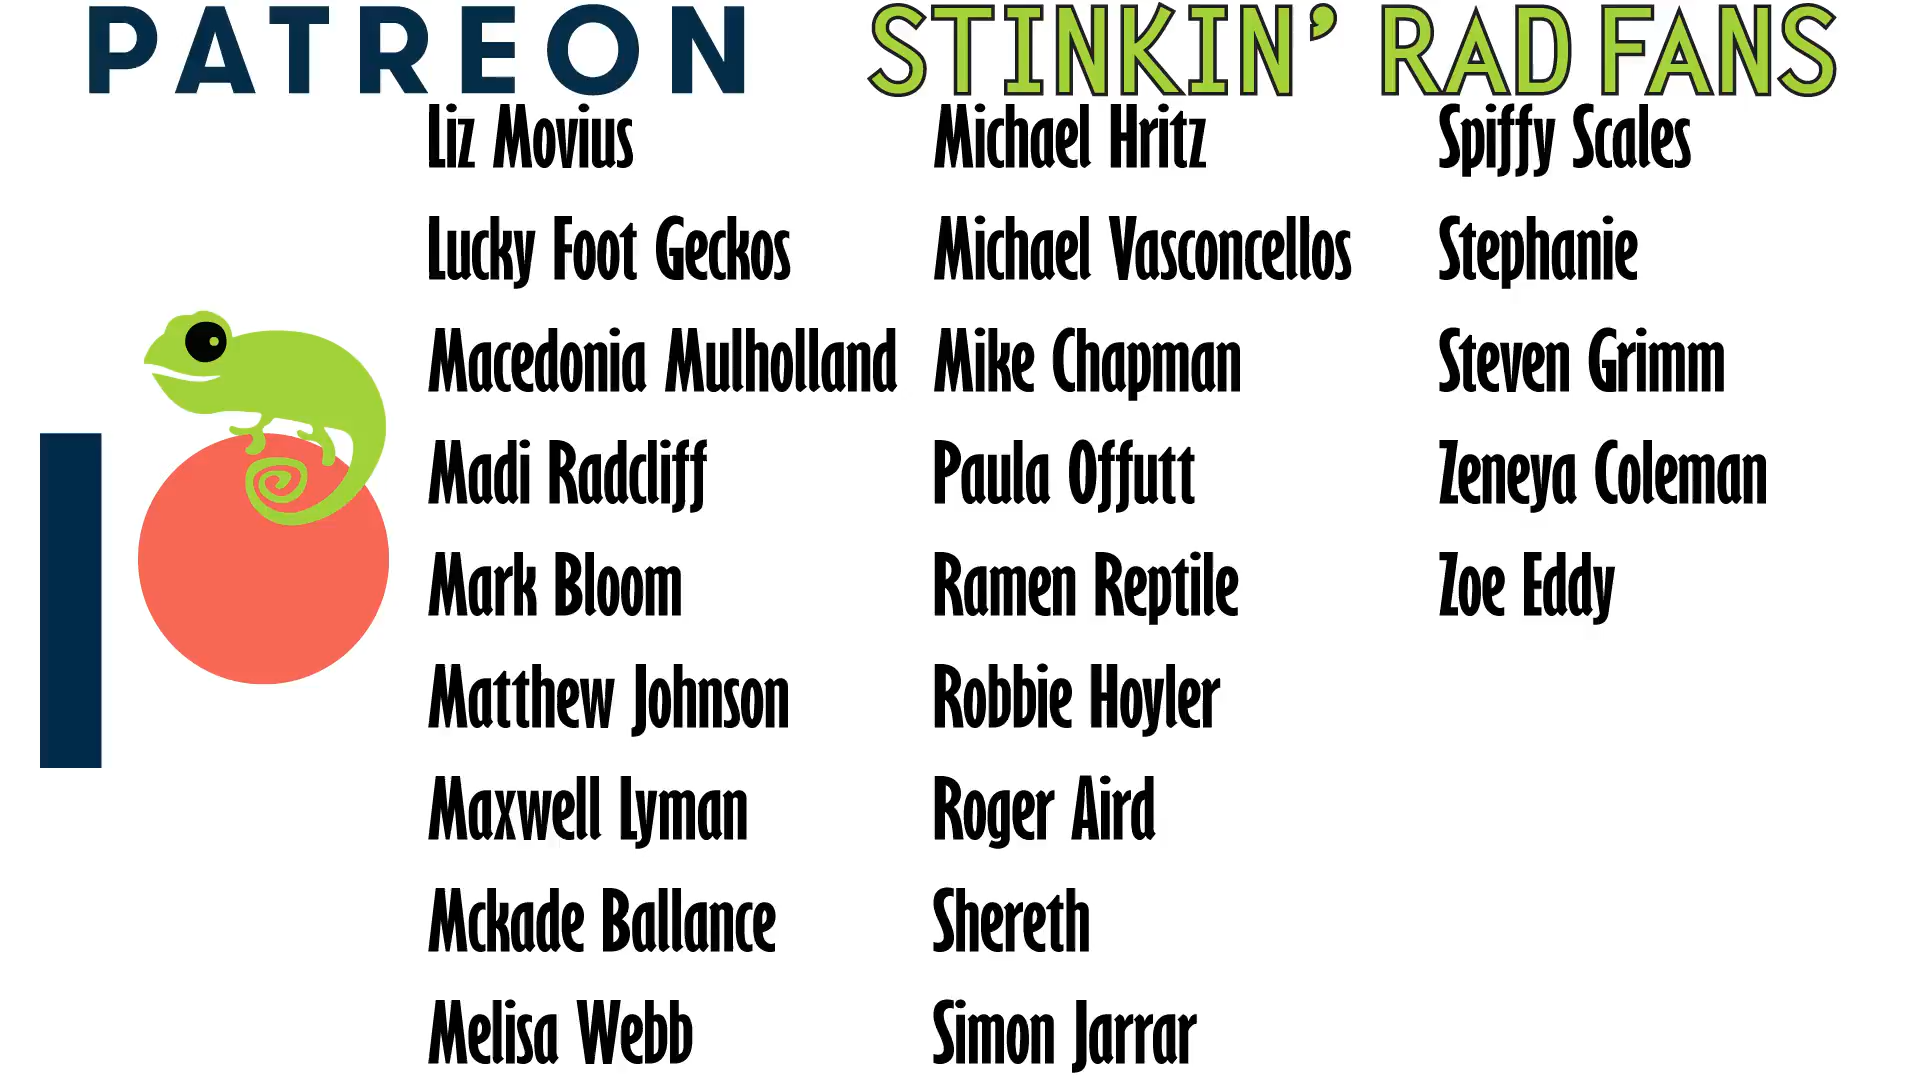 PATREON STINKIN' RAD FANS
Liz Movius
Lucky Foot Geckos
Macedonia Mulholland
Madi Radcliff
Mark Bloom
Matthew Johnson
Maxwell Lyman
Mckade Ballance
Melisa Webb
Michael Hritz
Michael Vasconcellos
Mike Chapman
Paula Offutt
Ramen Reptile
Robbie Hoyler
Roger Aird
Shereth
Simon Jarrar
Spiffy Scales
Stephanie
Steven Grimm
Zeneya Coleman
Zoe Eddy